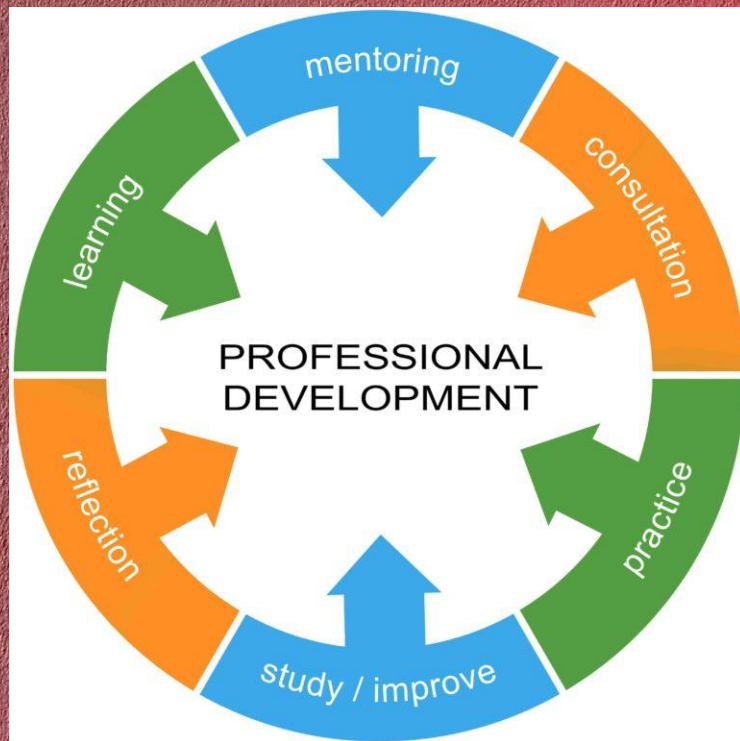 mentoring
consultation
learning
PROFESSIONAL
DEVELOPMENT
reflection
practice
study / improve